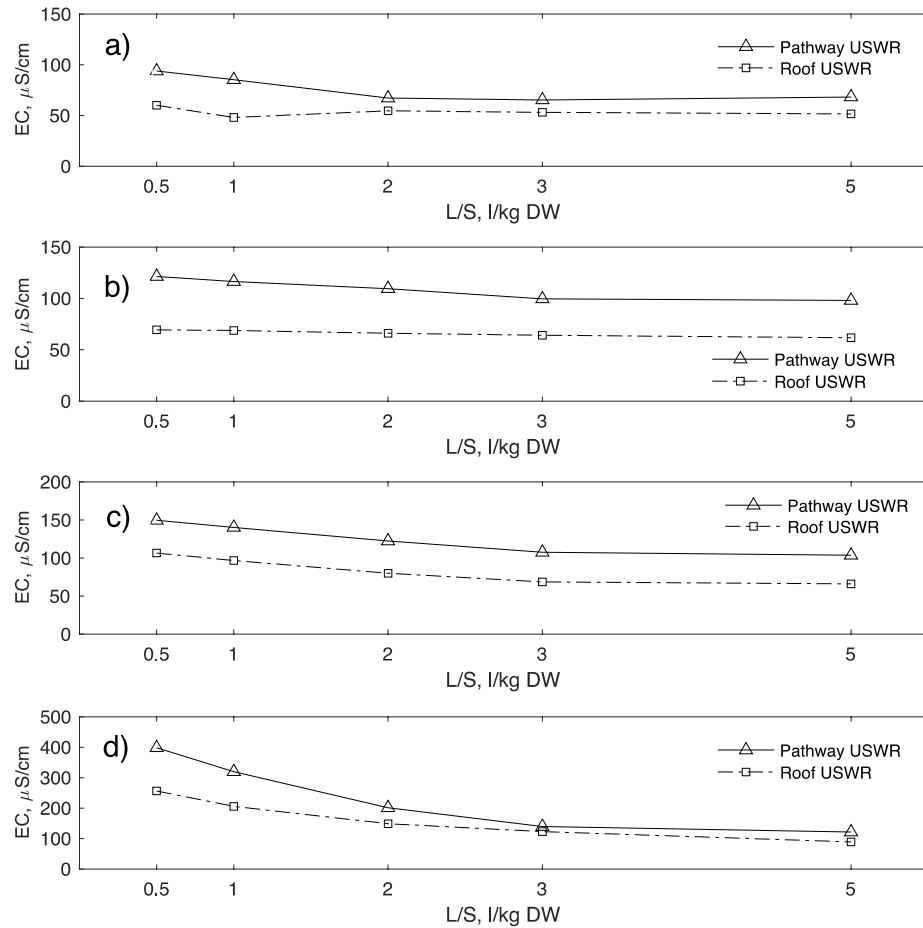 150
100
50
0
EC, μS/cm
a)
Pathway USWR
Roof USWR
0.5 1 2 3 5
L/S, l/kg DW
150
100
50
0
EC, μS/cm
b)
Pathway USWR
Roof USWR
0.5 1 2 3 5
L/S, l/kg DW
200
150
100
50
0
EC, μS/cm
c)
Pathway USWR
Roof USWR
0.5 1 2 3 5
L/S, l/kg DW
500
400
300
200
100
0
EC, μS/cm
d)
Pathway USWR
Roof USWR
0.5 1 2 3 5
L/S, l/kg DW